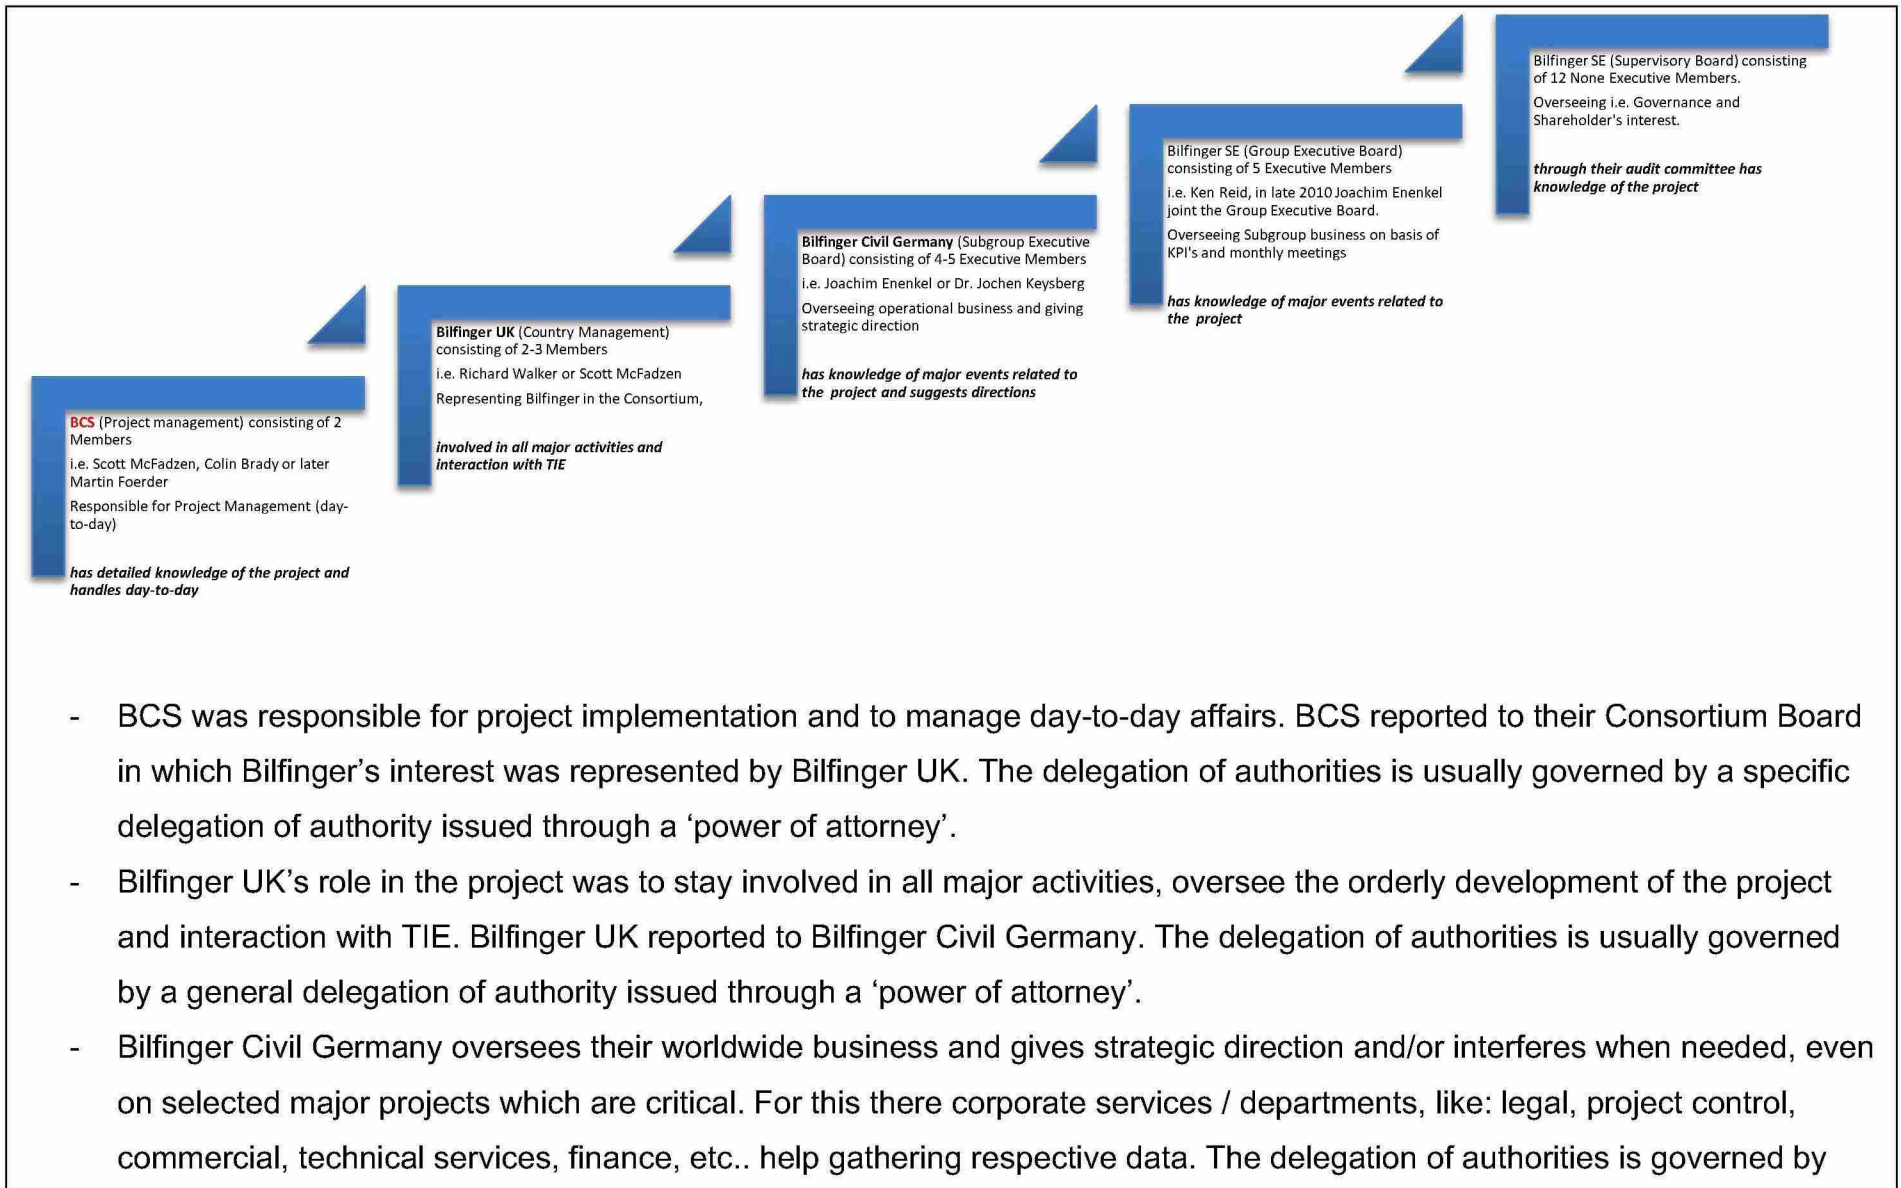 Bilfinger SE (Supervisory Board) consisting
of 12 None Executive Members.
Overseeing i.e. Governance and
Shareholder's interest.
through their audit committee has
knowledge of the project
Bilfinger SE (Group Executive Board)
consisting of 5 Executive Members
i.e. Ken Reid, in late 2010 Joachim Enenkel
joint the Group Executive Board.
Overseeing Subgroup business on basis of
KPI's and monthly meetings
has knowledge of major events related to
the project
Bilfinger Civil Germany (Subgroup Executive
Board) consisting of 4-5 Executive Members
i.e. Joachim Enenkel or Dr. Jochen Keysberg
Overseeing operational business and giving
strategic direction
has knowledge of major events related to
the project and suggests directions
Bilfinger UK (Country Management)
consisting of 2-3 Members
i.e. Richard Walker or Scott McFadzen
Representing Bilfinger in the Consortium,
involved in all major activities and
interaction with TIE
BCS (Project management) consisting of 2
Members
i.e. Scott McFadzen, Colin Brady or later
Martin Foerder
Responsible for Project Management (day-
to-day)
has detailed knowledge of the project and
handles day-to-day
- BCS was responsible for project implementation and to manage day-to-day affairs. BCS reported to their Consortium Board
in which Bilfinger’s interest was represented by Bilfinger UK. The delegation of authorities is usually governed by a specific
delegation of authority issued through a ‘power of attorney’.
- Bilfinger UK’s role in the project was to stay involved in all major activities, oversee the orderly development of the project
and interaction with TIE. Bilfinger UK reported to Bilfinger Civil Germany. The delegation of authorities is usually governed
by a general delegation of authority issued through a ‘power of attorney’.
- Bilfinger Civil Germany oversees their worldwide business and gives strategic direction and/or interferes when needed, even
on selected major projects which are critical. For this there corporate services / departments, like: legal, project control,
commercial, technical services, finance, etc.. help gathering respective data. The delegation of authorities is governed by